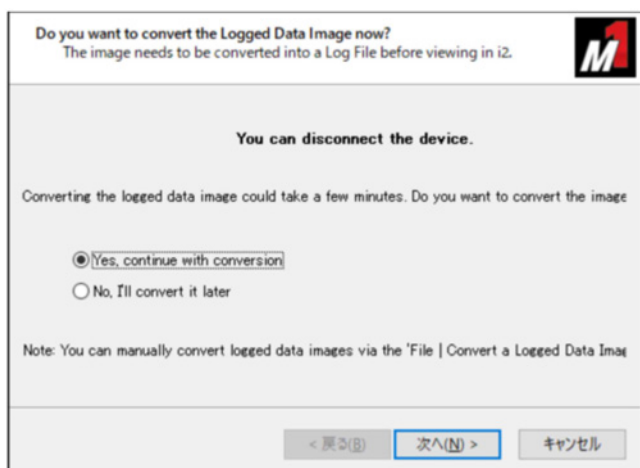 Do you want to convert the Logged Data Image now?
The image needs to be converted into a Log File before viewing in i2.
M1
You can disconnect the device.
Converting the logged data image could take a few minutes. Do you want to convert the image
Yes, continue with conversion
No, I'll convert it later
Note: You can manually convert logged data images via the 'File | Convert a Logged Data Imag
< 戻る(B)
次へ(N) >
キャンセル